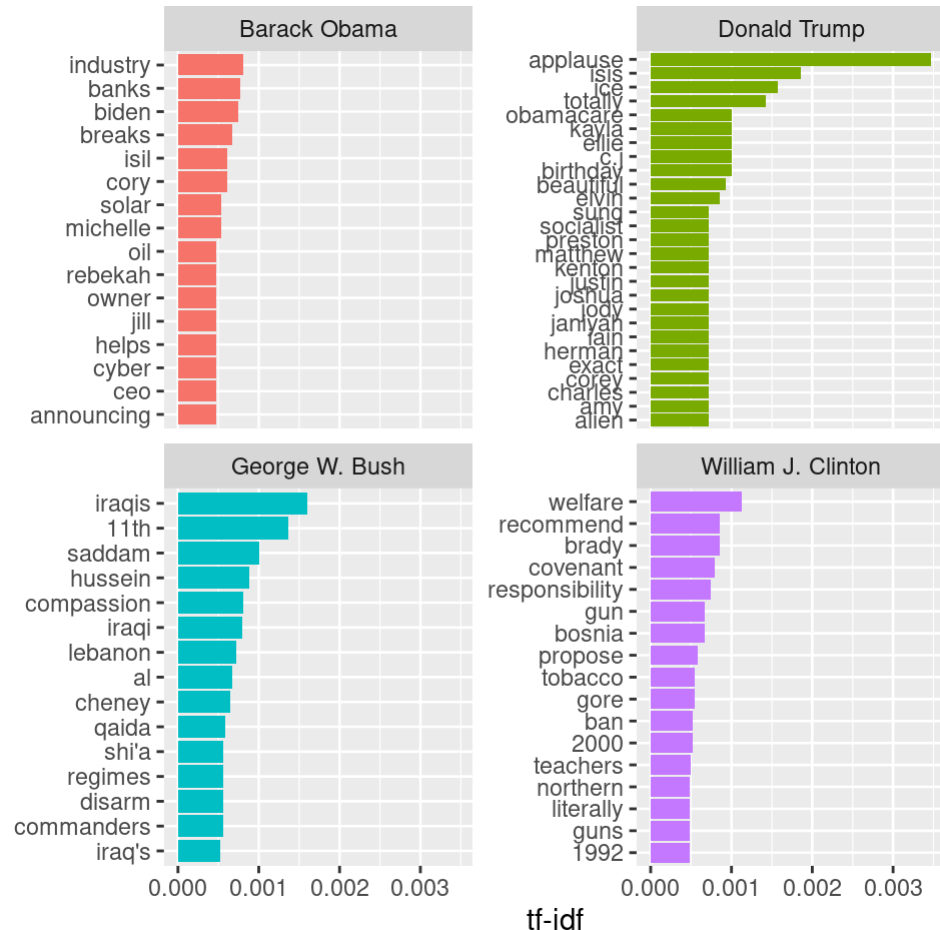 Barack Obama
industry
banks
biden
breaks
isil
cory
solar
michelle
oil
rebekah
owner
jill
helps
cyber
ceo
announcing
Donald Trump
applause
isis
ice
totally
obamacare
kayla
ellie
c.j
birthday
beautiful
elvin
sung
socialist
preston
matthew
kenton
justin
joshua
jody
janiyah
fain
herman
exact
corey
charles
amy
alien
George W. Bush
iraqis
11th
saddam
hussein
compassion
iraqi
lebanon
al
cheney
qaida
shi'a
regimes
disarm
commanders
iraq's
0.000 0.001 0.002 0.003
William J. Clinton
welfare
recommend
brady
covenant
responsibility
gun
bosnia
propose
tobacco
gore
ban
2000
teachers
northern
literally
guns
1992
0.000 0.001 0.002 0.003
tf-idf